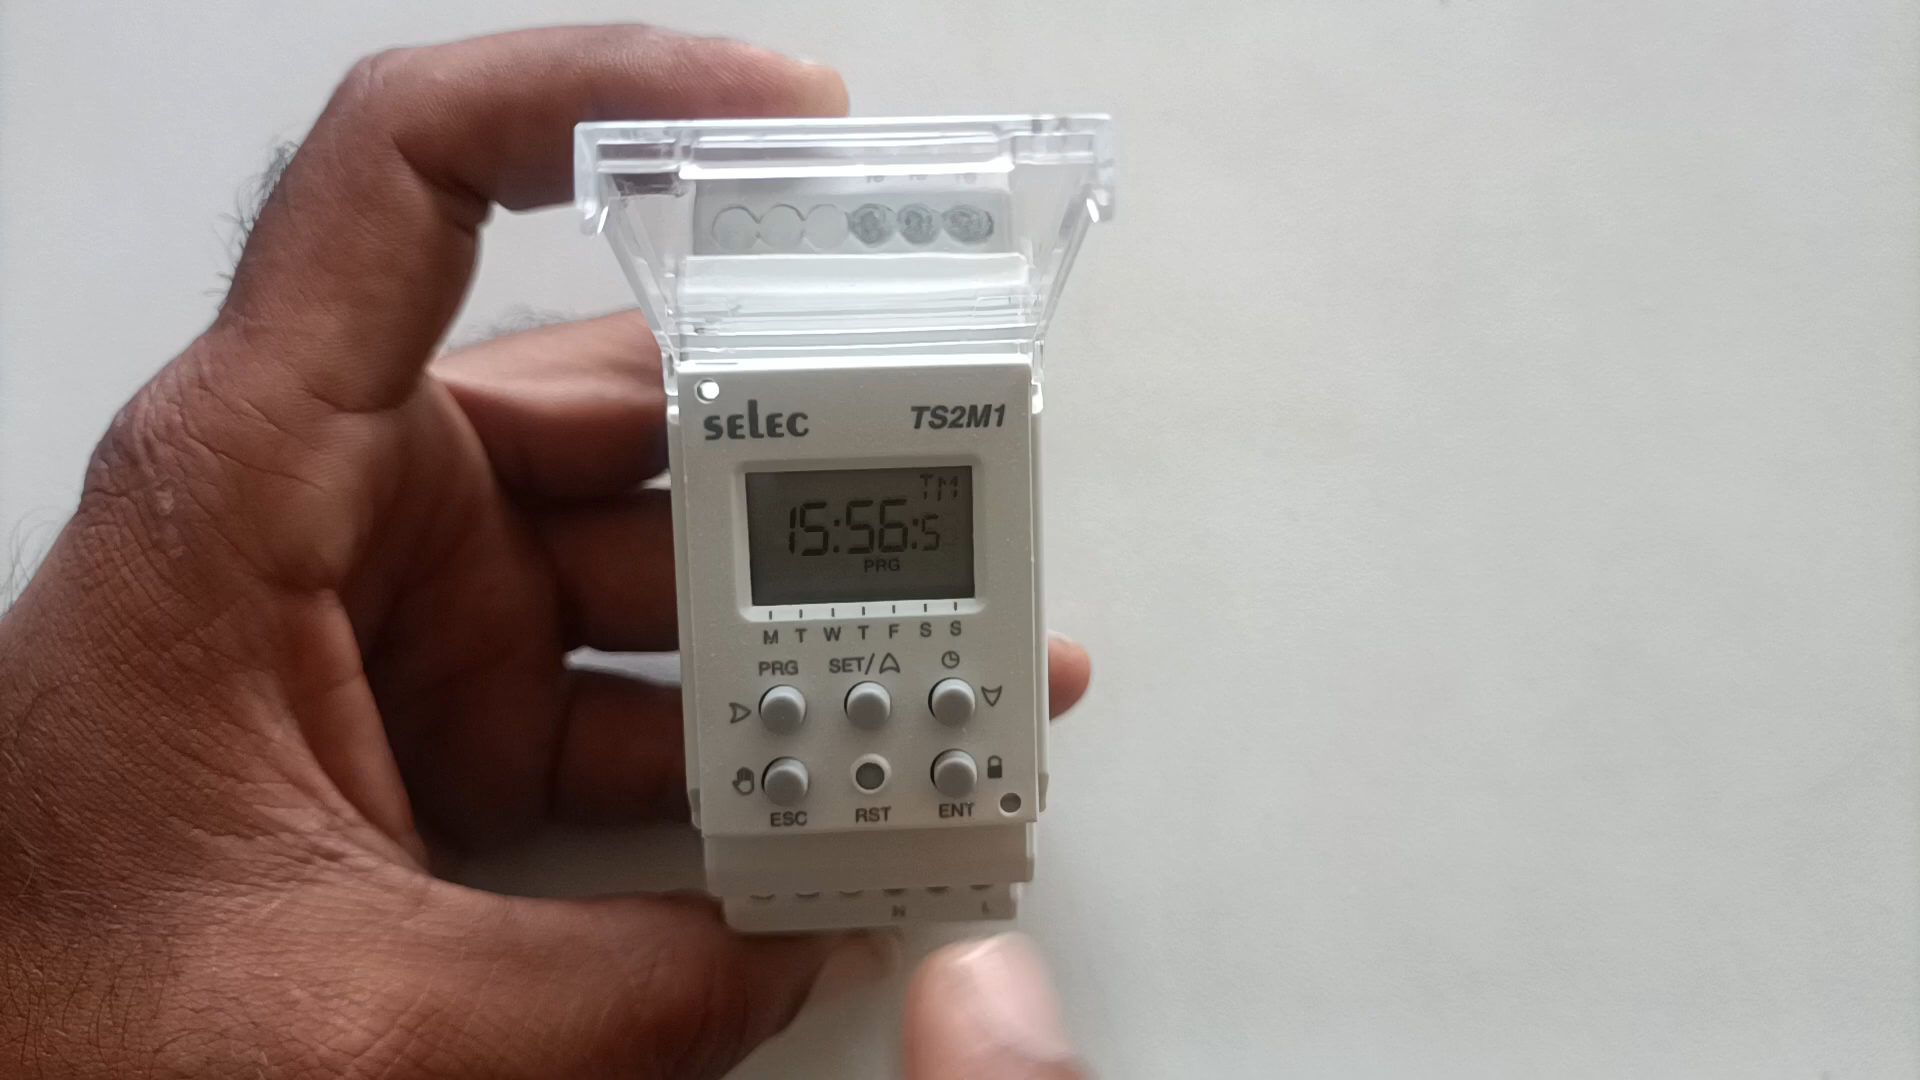 selec TS2M1
TM
15:56:5
PRG
M T W T F S S
PRG SET/
ESC RST ENT
N L